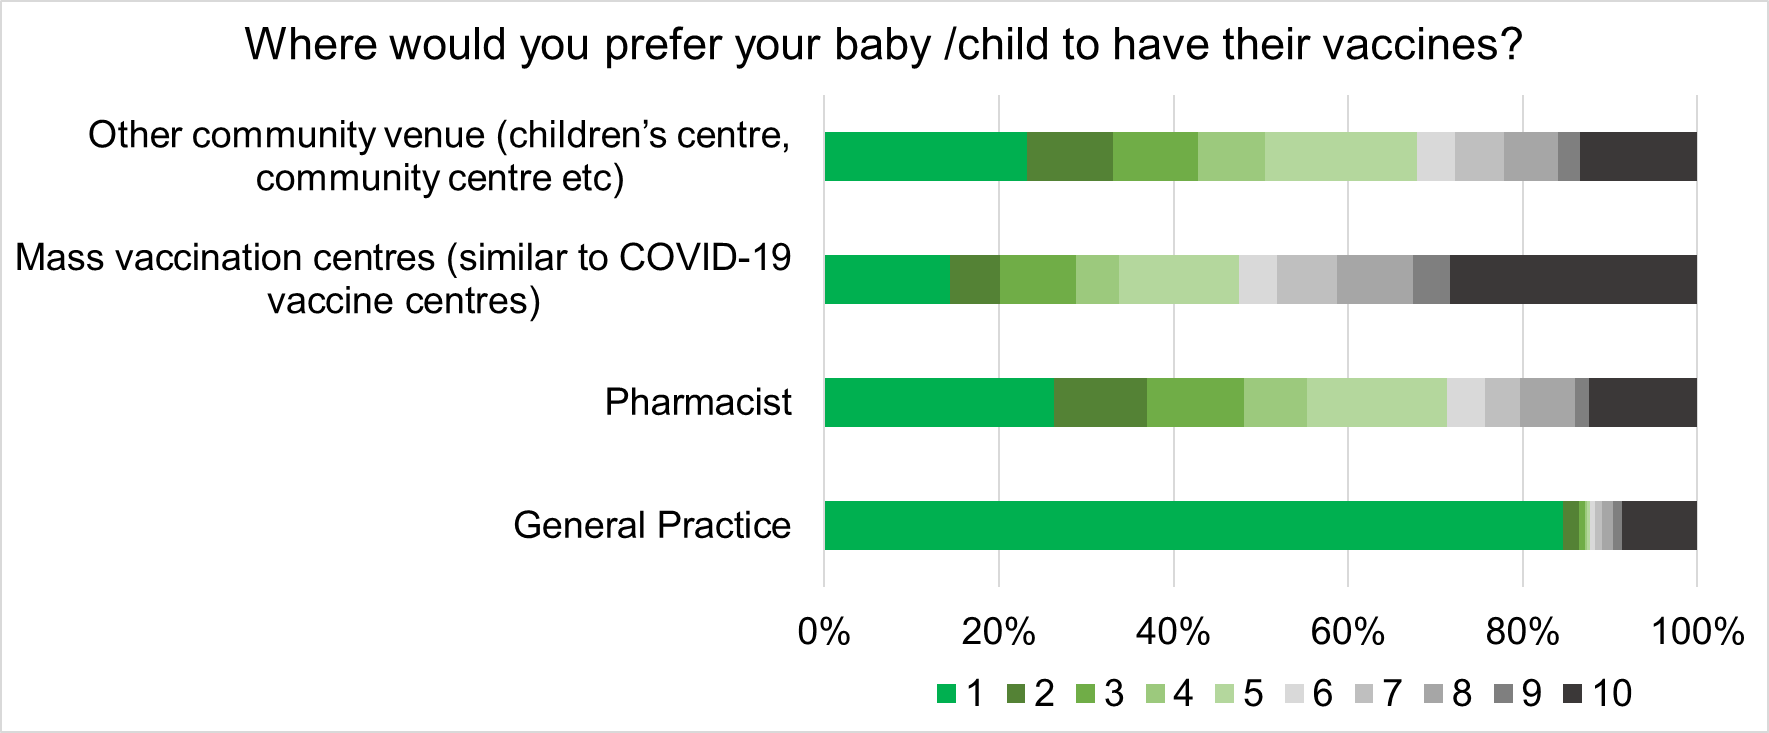 Where would you prefer your baby /child to have their vaccines?
Other community venue (children’s centre,
community centre etc)
Mass vaccination centres (similar to COVID-19
vaccine centres)
Pharmacist
General Practice
0% 20% 40% 60% 80% 100%
1 2 3 4 5 6 7 8 9 10